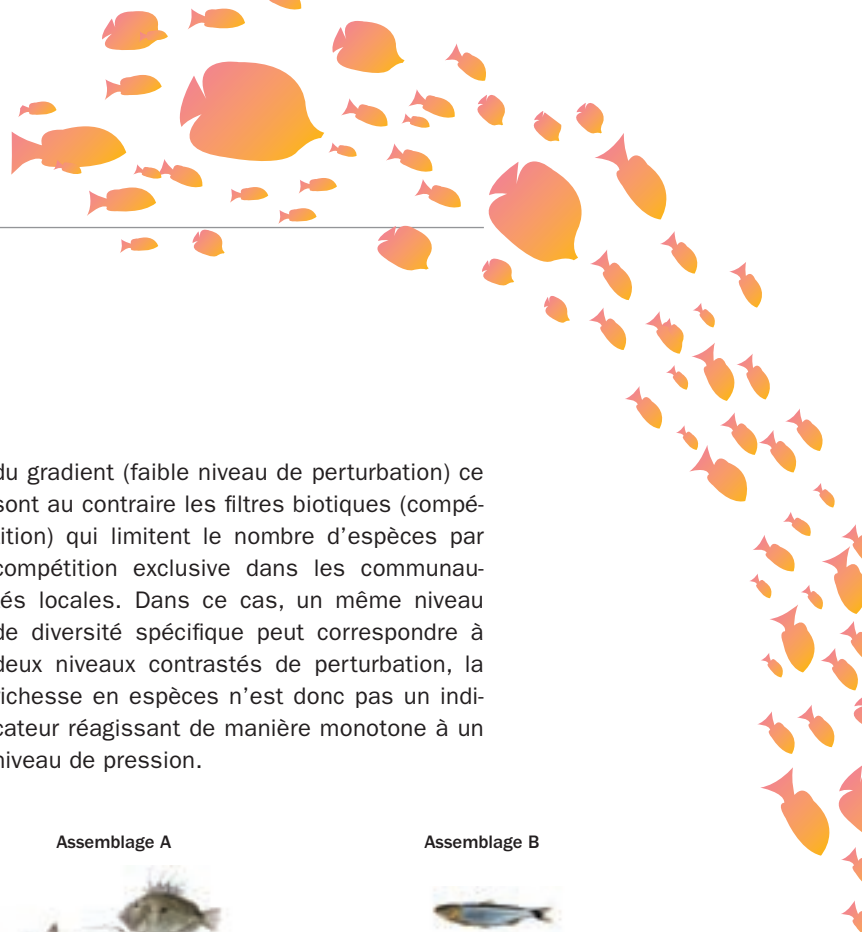 du gradient (faible niveau de perturbation) ce
sont au contraire les filtres biotiques (compé-
ition) qui limitent le nombre d'espèces par
compétition exclusive dans les communau-
és locales. Dans ce cas, un même niveau
de diversité spécifique peut correspondre à
deux niveaux contrastés de perturbation, la
richesse en espèces n'est donc pas un indi-
cateur réagissant de manière monotone à un
niveau de pression.
Assemblage A
Assemblage B